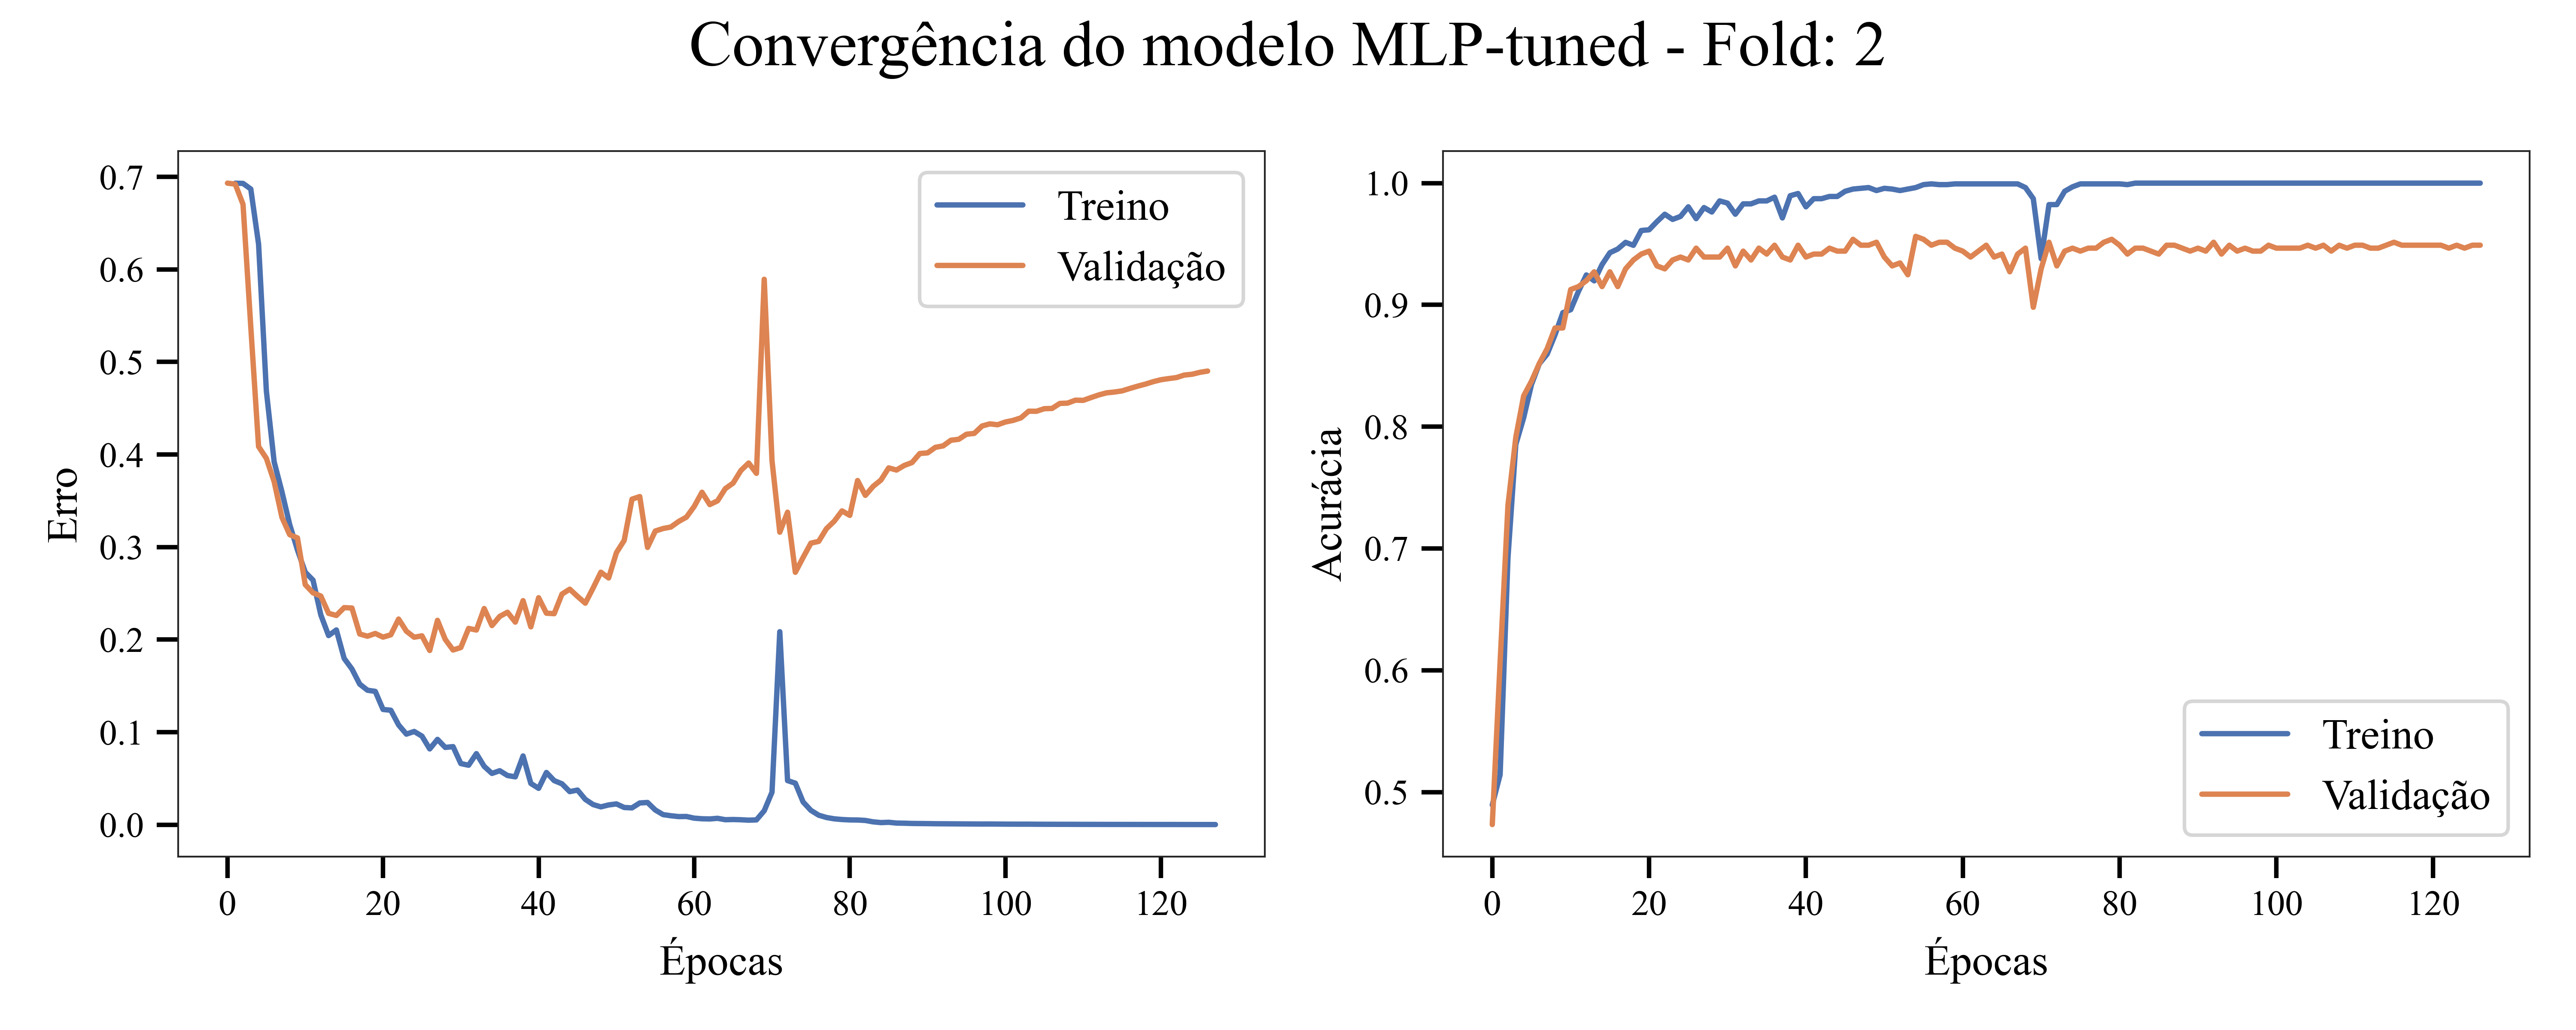 Convergência do modelo MLP-tuned - Fold: 2
0.7
0.6
0.5
0.4
0.3
0.2
0.1
0.0
Erro
Treino
Validação
0 20 40 60 80 100 120
Épocas
1.0
0.9
0.8
0.7
0.6
0.5
Acurácia
Treino
Validação
0 20 40 60 80 100 120
Épocas